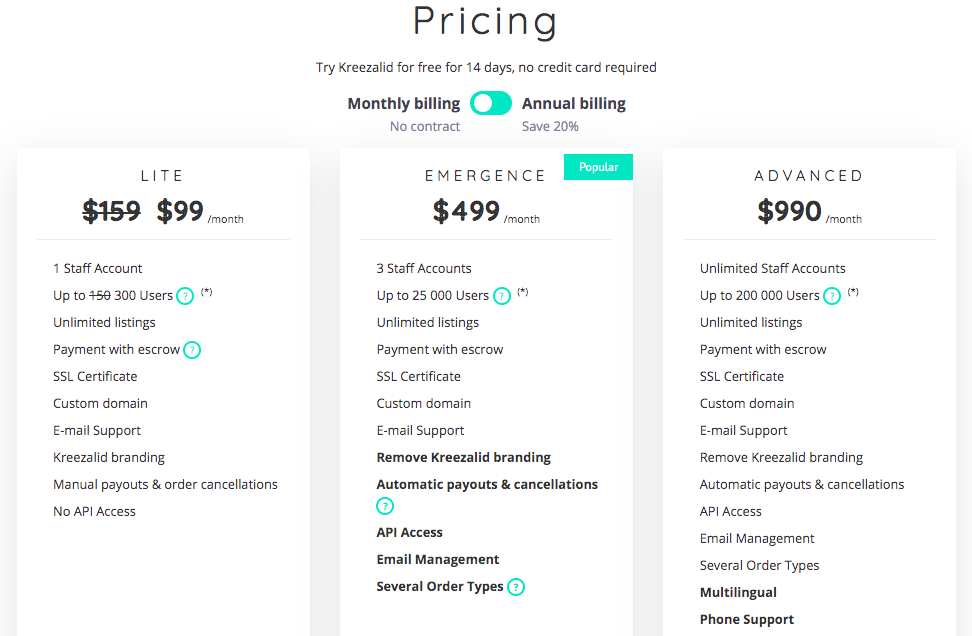 Pricing
Try Kreezalid for free for 14 days, no credit card required
Monthly billing
No contract
Annual billing
Save 20%
LITE
$159 $99 /month
1 Staff Account
Up to 150 300 Users ? (*)
Unlimited listings
Payment with escrow ?
SSL Certificate
Custom domain
E-mail Support
Kreezalid branding
Manual payouts & order cancellations
No API Access
Popular
EMERGENCE
$499 /month
3 Staff Accounts
Up to 25 000 Users ? (*)
Unlimited listings
Payment with escrow
SSL Certificate
Custom domain
E-mail Support
Remove Kreezalid branding
Automatic payouts & cancellations
?
API Access
Email Management
Several Order Types ?
ADVANCED
$990 /month
Unlimited Staff Accounts
Up to 200 000 Users ? (*)
Unlimited listings
Payment with escrow
SSL Certificate
Custom domain
E-mail Support
Remove Kreezalid branding
Automatic payouts & cancellations
API Access
Email Management
Several Order Types
Multilingual
Phone Support